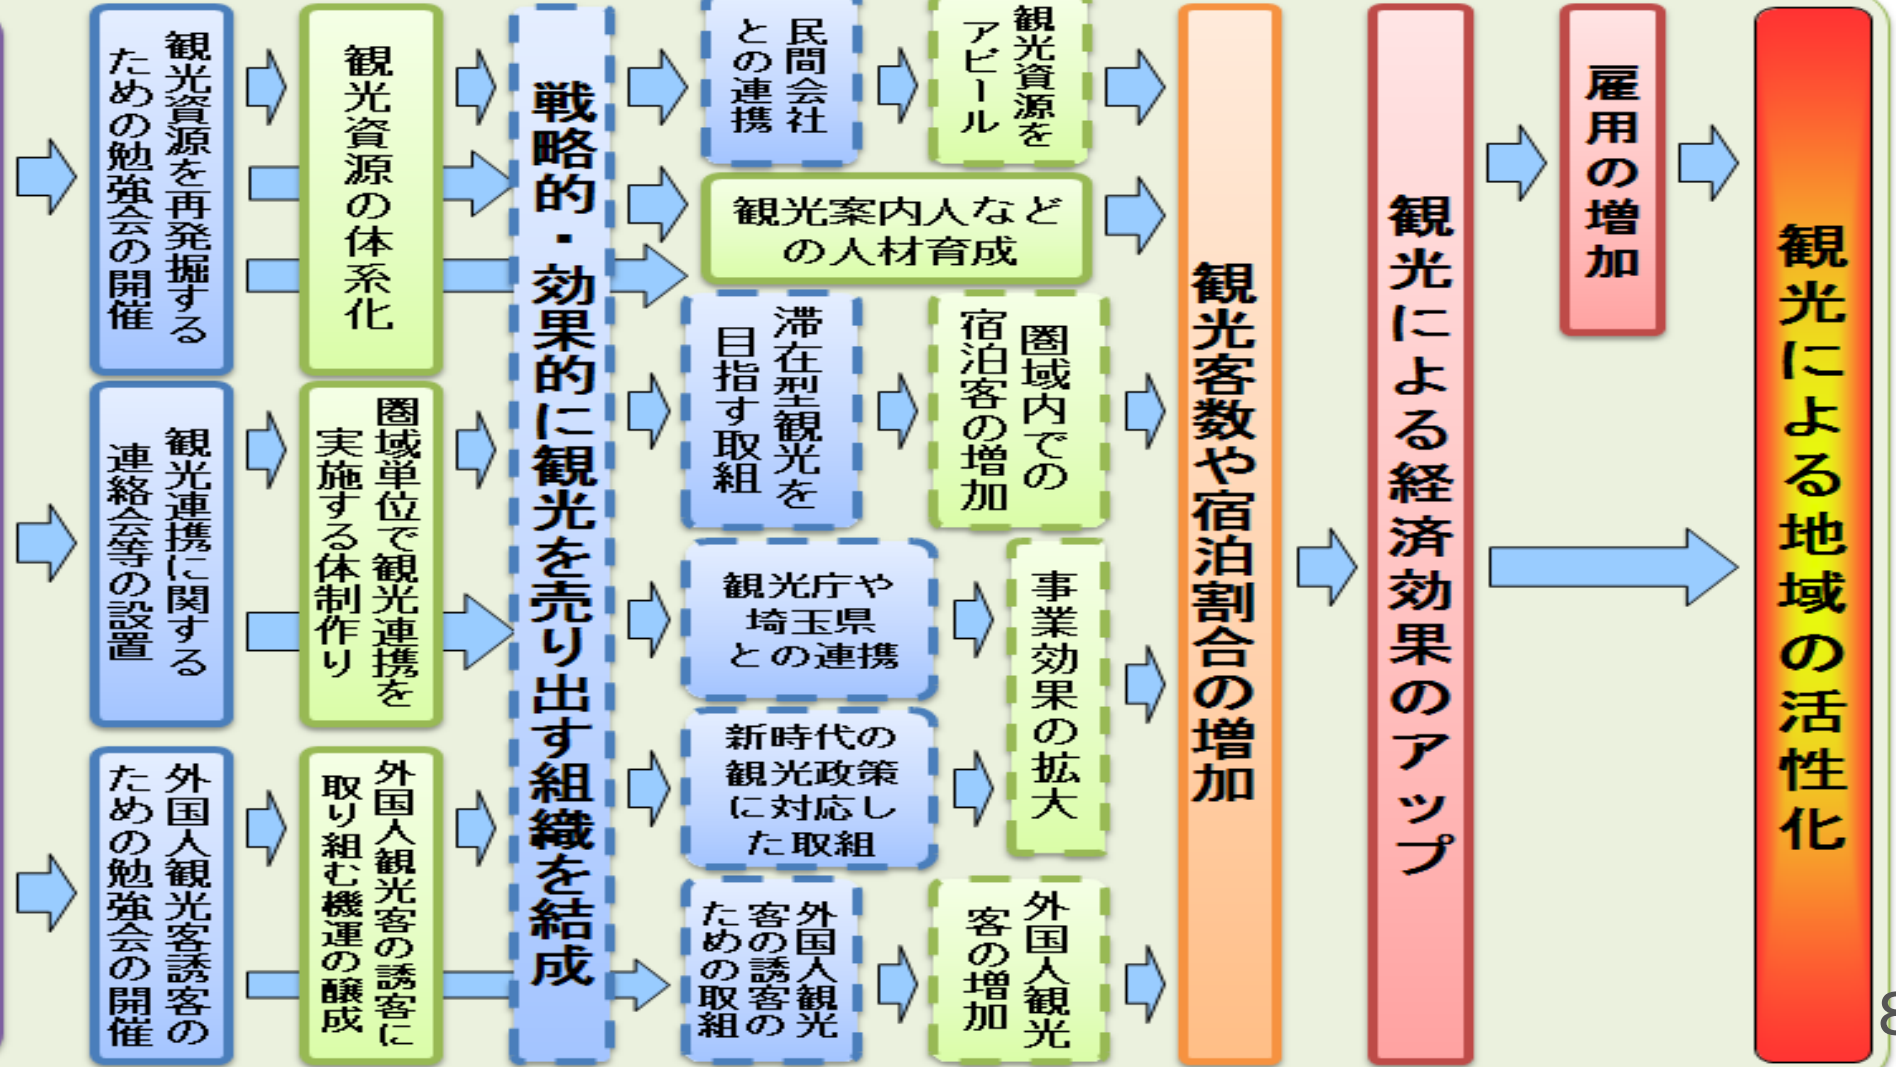 観光資源を再発掘する
ための勉強会の開催
観光連携に関する
連絡会等の設置
外国人観光客誘客の
ための勉強会の開催
観光資源の体系化
圏域単位で観光連携を
実施する体制作り
外国人観光客の誘客に
取り組む機運の醸成
戦略的・効果的に観光を売り出す組織を結成
民間会社
との連携
観光資源を
アピール
観光案内人など
の人材育成
滞在型観光を
目指す取組
圏域内での
宿泊客の増加
観光庁や
埼玉県
との連携
新時代の
観光政策
に対応し
た取組
事業効果の拡大
外国人観光
客の誘客の
ための取組
外国人観光
客の増加
観光客数や宿泊割合の増加
観光による経済効果のアップ
雇用の増加
観光による地域の活性化
8